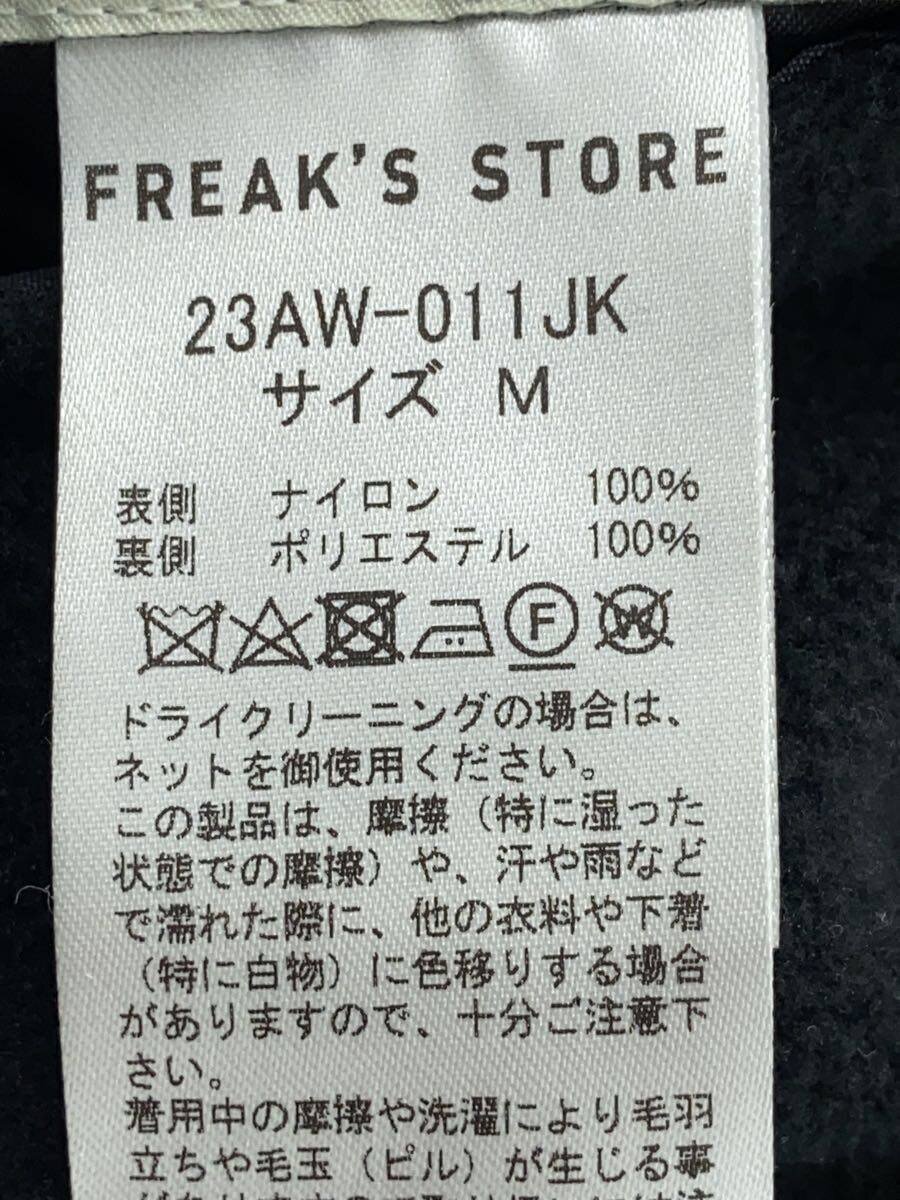 FREAK'S STORE
23AW-011JK
サイズ M
表側 ナイロン 100%
裏側 ポリエステル 100%
F W
ドライクリーニングの場合は、
ネットを御使用ください。
この製品は、摩擦（特に湿った
状態での摩擦）や、汗や雨など
で濡れた際に、他の衣料や下着
（特に白物）に色移りする場合
がありますので、十分ご注意下
さい。
着用中の摩擦や洗濯により毛羽
立ちや毛玉（ピル）が生じる事